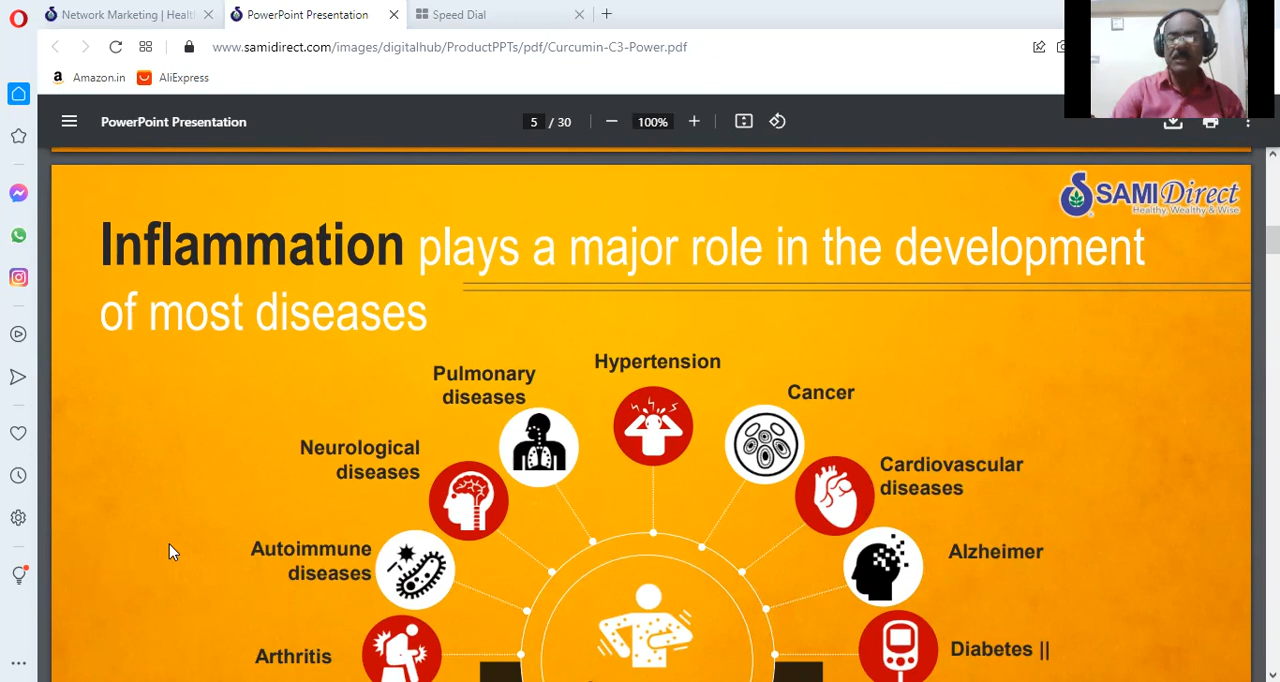 Network Marketing | Healt
PowerPoint Presentation
Speed Dial
www.samidirect.com/images/digitalhub/ProductPPTs/pdf/Curcumin-C3-Power.pdf
Amazon.in
AliExpress
PowerPoint Presentation
5 / 30
100%
SAMI Direct
Healthy, Wealthy & Wise
Inflammation plays a major role in the development
of most diseases
Hypertension
Pulmonary
diseases
Cancer
Neurological
diseases
Cardiovascular
diseases
Autoimmune
diseases
Alzheimer
Arthritis
Diabetes ||